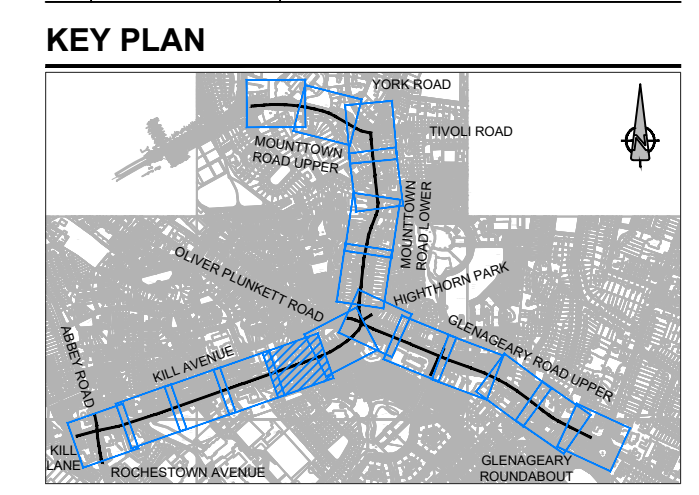 KEY PLAN
YORK ROAD
TIVOLI ROAD
N
MOUNTTOWN
ROAD UPPER
MOUNTTOWN
ROAD LOWER
OLIVER PLUNKETT ROAD
HIGHTHORN PARK
GLENAGEARY ROAD UPPER
ABBEY ROAD
KILL AVENUE
KILL
LANE
ROCHESTOWN AVENUE
GLENAGEARY
ROUNDABOUT